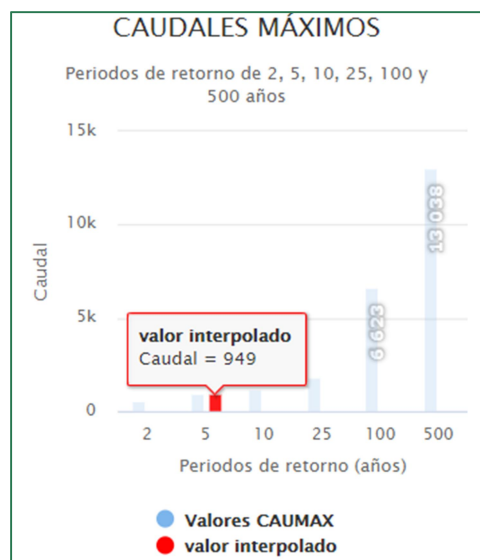 CAUDALES MÁXIMOS
Periodos de retorno de 2, 5, 10, 25, 100 y
500 años
15k
10k
5k
0
Caudal
13 038
6 623
valor interpolado
Caudal = 949
2 5 10 25 100 500
Periodos de retorno (años)
Valores CAUMAX
valor interpolado